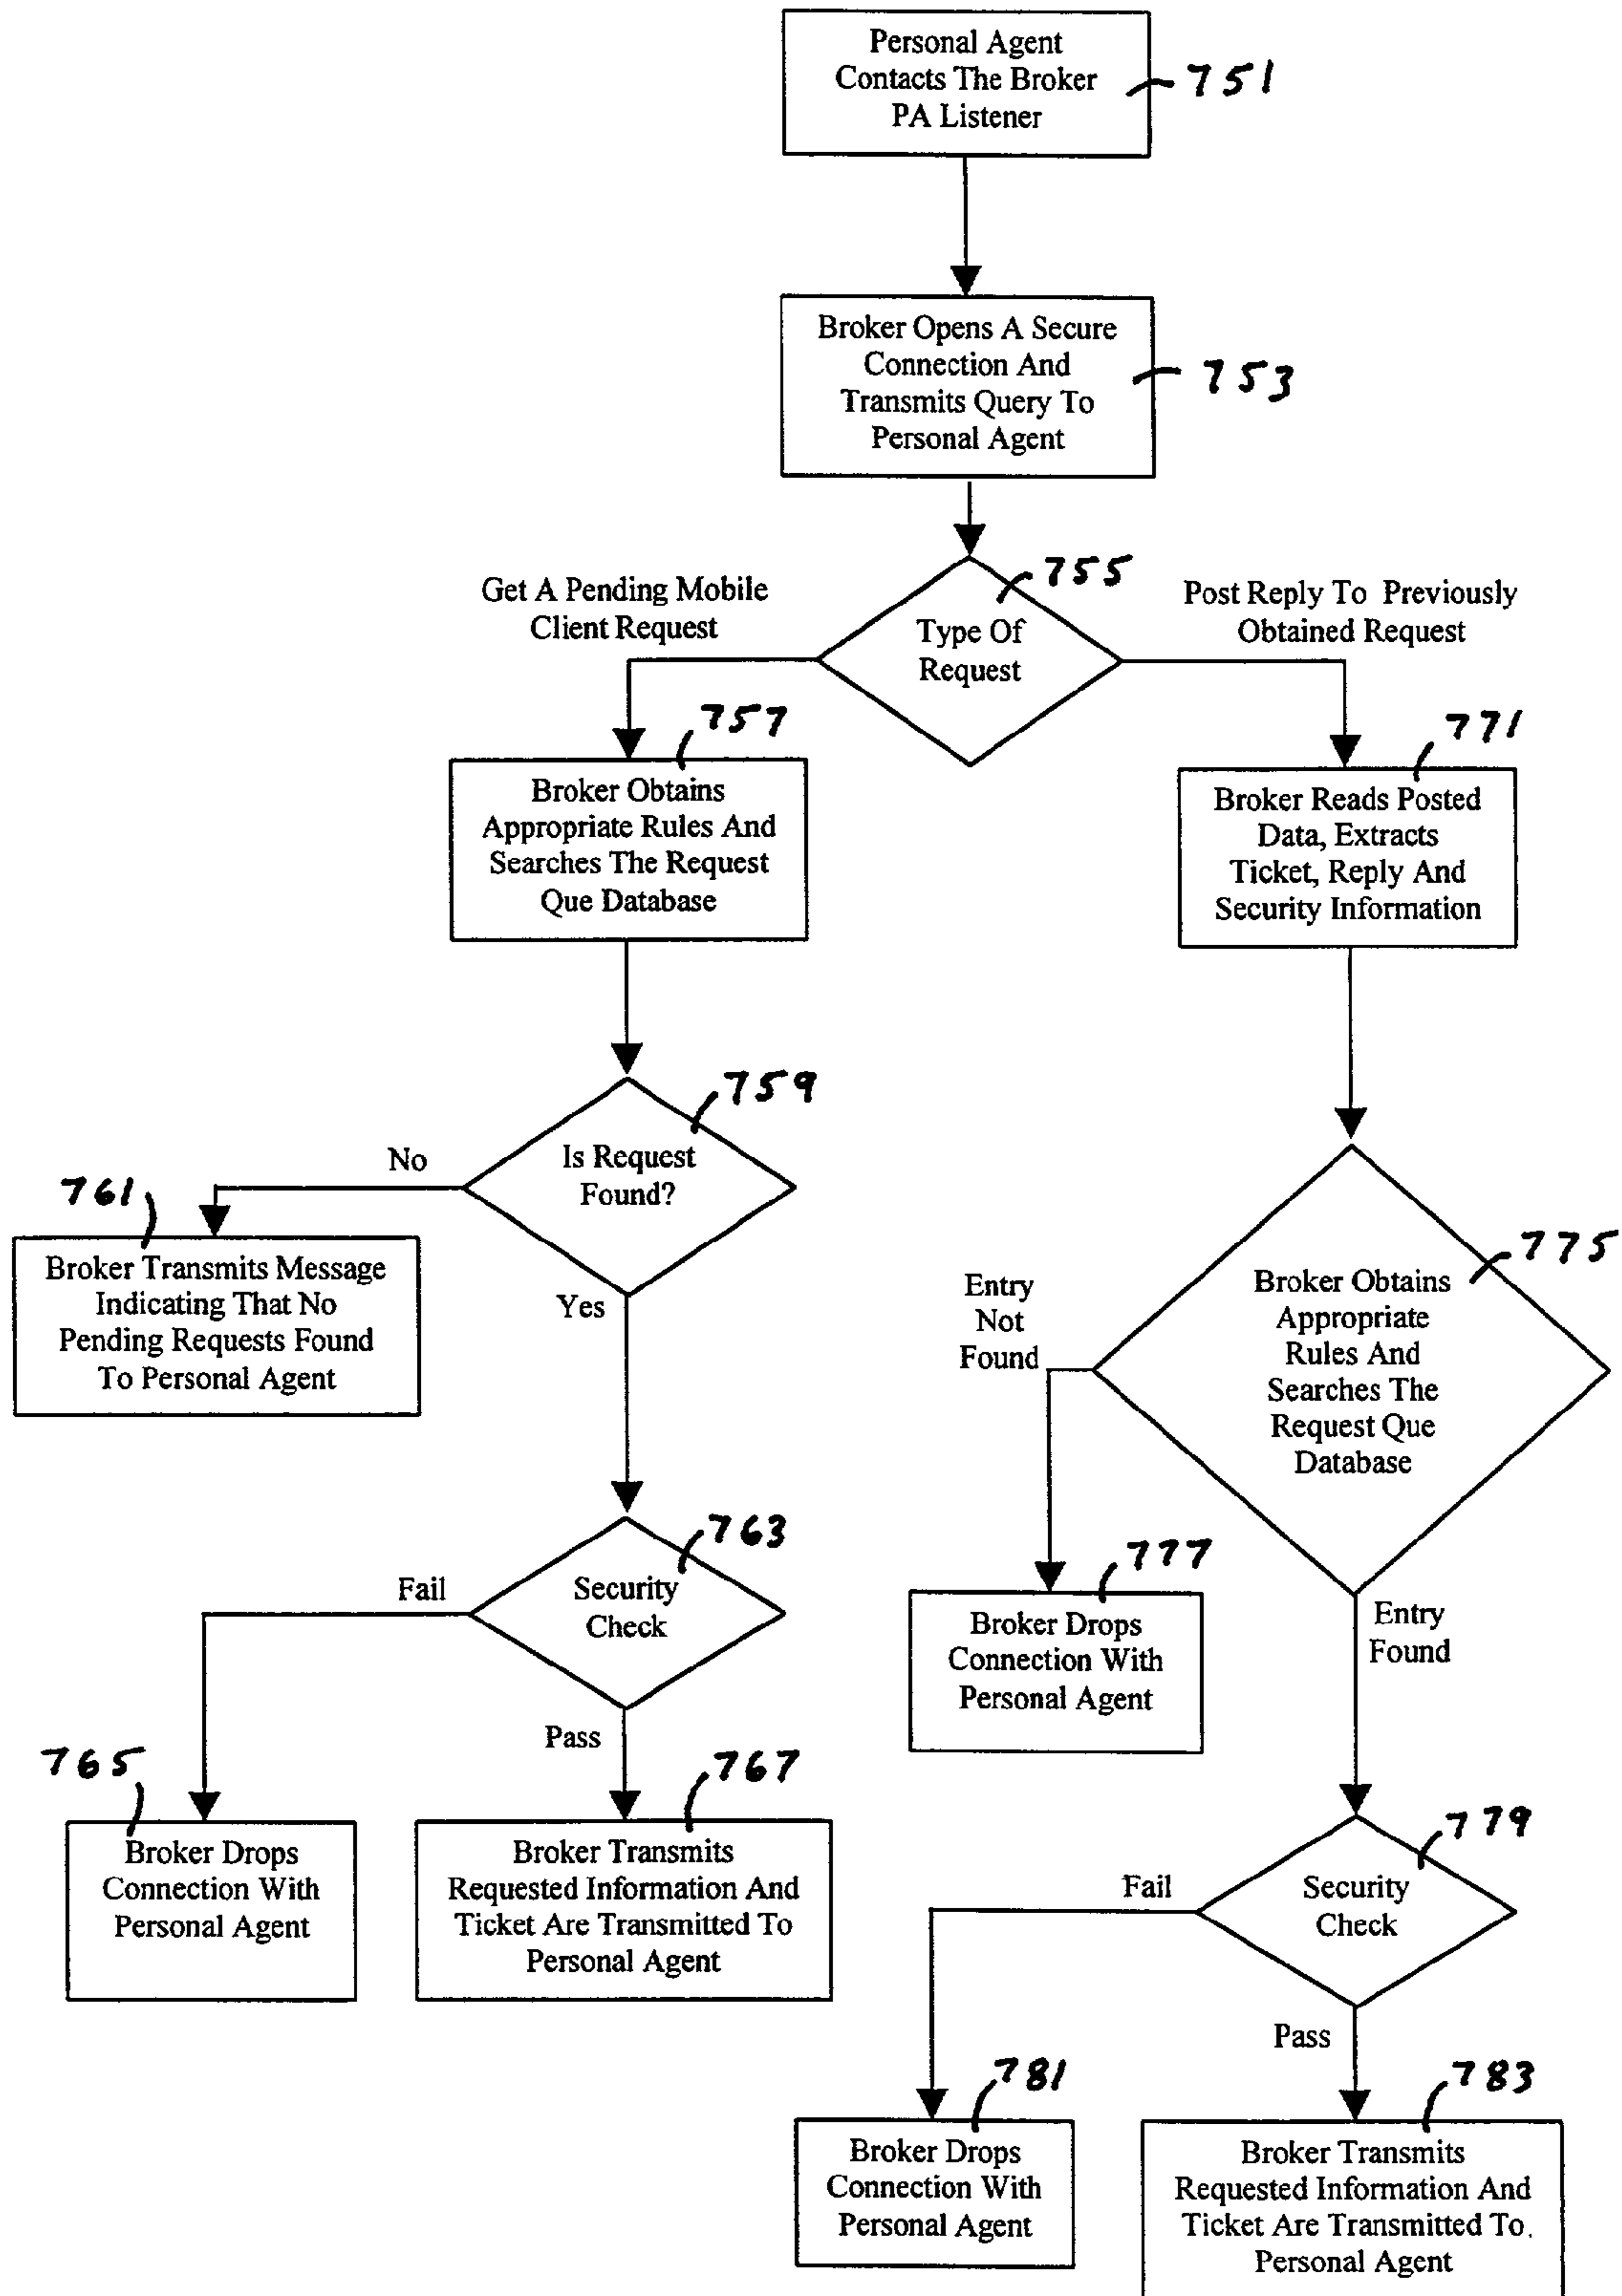 Personal Agent
Contacts The Broker
PA Listener
751
Broker Opens A Secure
Connection And
Transmits Query To
Personal Agent
753
755
Type Of
Request
Get A Pending Mobile
Client Request
Post Reply To Previously
Obtained Request
757
Broker Obtains
Appropriate Rules And
Searches The Request
Que Database
771
Broker Reads Posted
Data, Extracts
Ticket, Reply And
Security Information
759
Is Request
Found?
No
Yes
761
Broker Transmits Message
Indicating That No
Pending Requests Found
To Personal Agent
775
Broker Obtains
Appropriate
Rules And
Searches The
Request Que
Database
Entry
Not
Found
Entry
Found
763
Security
Check
Fail
Pass
777
Broker Drops
Connection With
Personal Agent
765
Broker Drops
Connection With
Personal Agent
767
Broker Transmits
Requested Information And
Ticket Are Transmitted To
Personal Agent
779
Security
Check
Fail
Pass
781
Broker Drops
Connection With
Personal Agent
783
Broker Transmits
Requested Information And
Ticket Are Transmitted To
Personal Agent